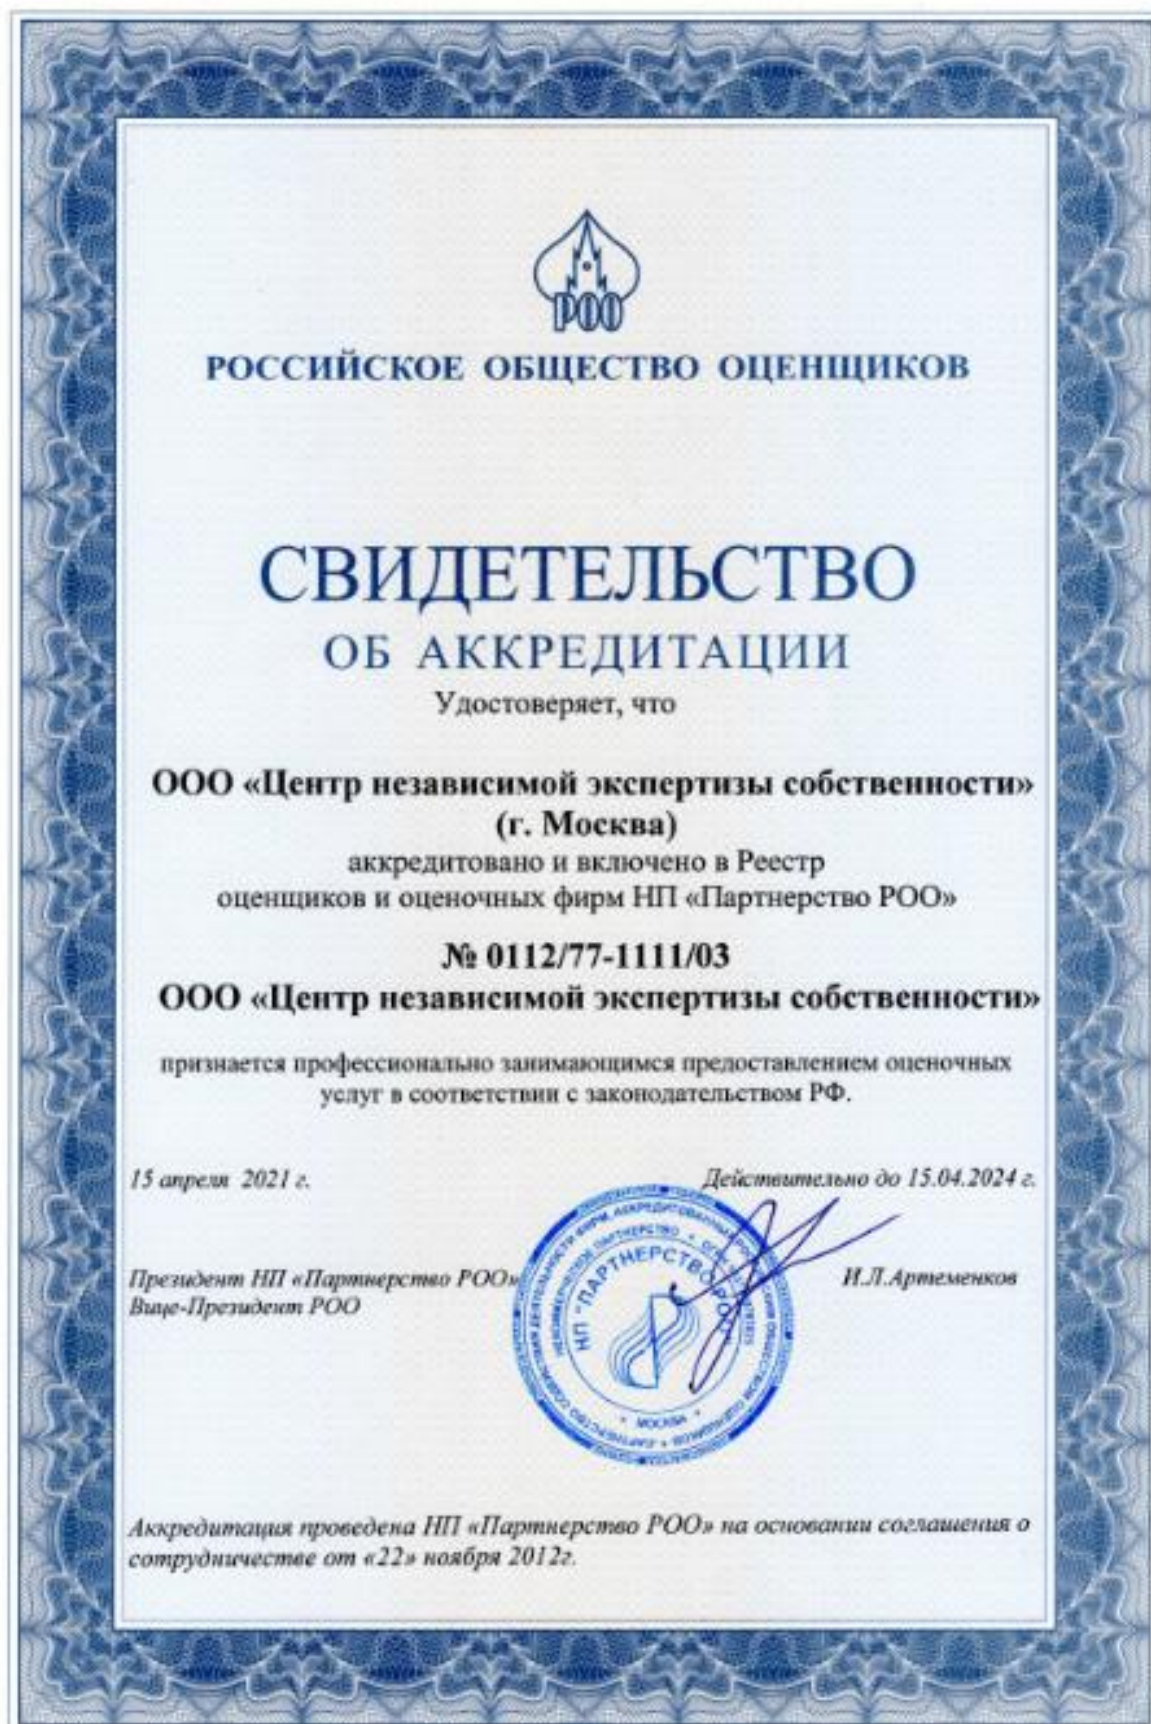 РОО
РОССИЙСКОЕ ОБЩЕСТВО ОЦЕНЩИКОВ
СВИДЕТЕЛЬСТВО
ОБ АККРЕДИТАЦИИ
Удостоверяет, что
ООО «Центр независимой экспертизы собственности»
(г. Москва)
аккредитовано и включено в Реестр
оценщиков и оценочных фирм НП «Партнерство РОО»
№ 0112/77-1111/03
ООО «Центр независимой экспертизы собственности»
признается профессионально занимающимся предоставлением оценочных
услуг в соответствии с законодательством РФ.
15 апреля 2021 г.
Действительно до 15.04.2024 г.
Президент НП «Партнерство РОО»
Вице-Президент РОО
И.Л.Артеменков
НП "ПАРТНЕРСТВО РОО"
МОСКВА
Аккредитация проведена НП «Партнерство РОО» на основании соглашения о
сотрудничестве от «22» ноября 2012г.